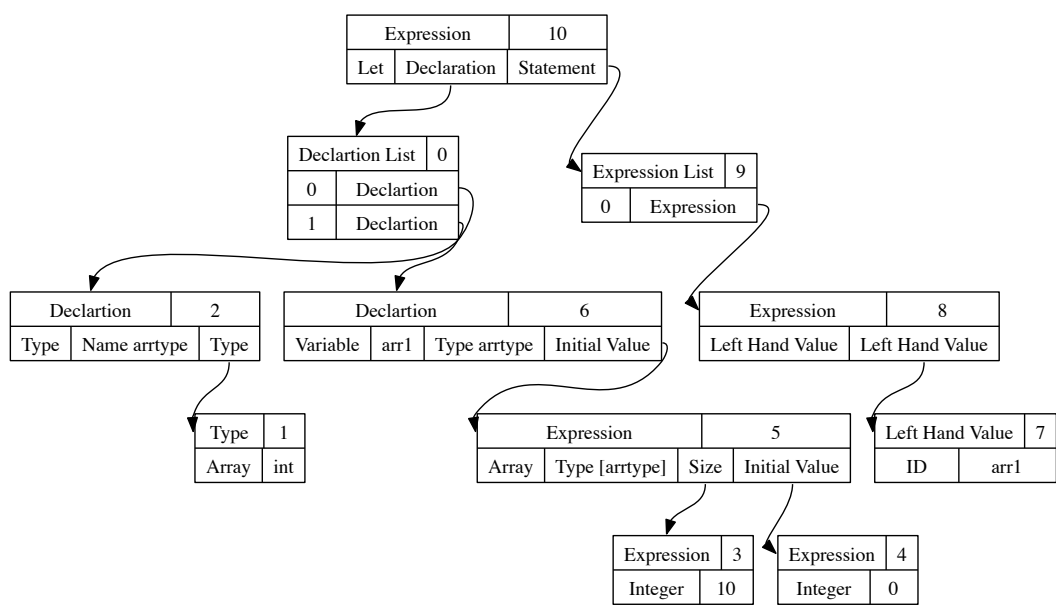 Expression 10
Let Declaration Statement
Declartion List 0
0 Declartion
1 Declartion
Expression List 9
0 Expression
Declartion 2
Type Name arrtype Type
Declartion 6
Variable arr1 Type arrtype Initial Value
Expression 8
Left Hand Value Left Hand Value
Type 1
Array int
Expression 5
Array Type [arrtype] Size Initial Value
Left Hand Value 7
ID arr1
Expression 3
Integer 10
Expression 4
Integer 0